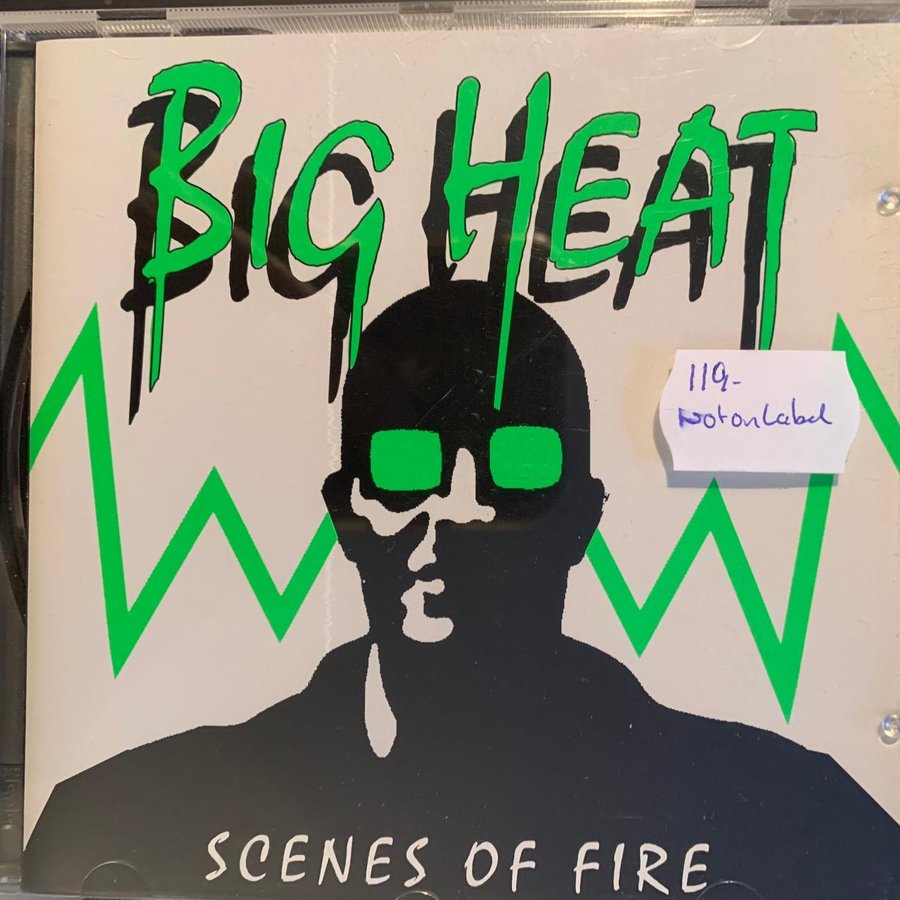 BIG HEAT
119-
notonlabel
SCENES OF FIRE